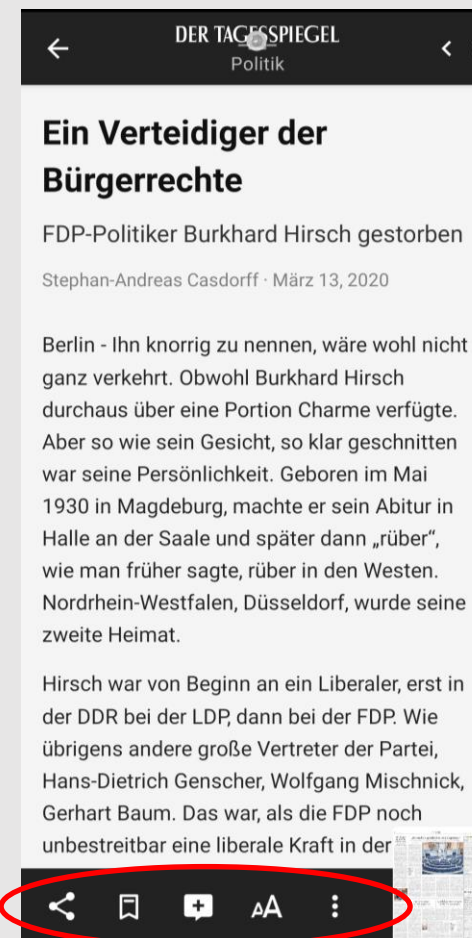 DER TAGESSPIEGEL
Politik
Ein Verteidiger der
Bürgerrechte
FDP-Politiker Burkhard Hirsch gestorben
Stephan-Andreas Casdorff · März 13, 2020
Berlin - Ihn knorrig zu nennen, wäre wohl nicht
ganz verkehrt. Obwohl Burkhard Hirsch
durchaus über eine Portion Charme verfügte.
Aber so wie sein Gesicht, so klar geschnitten
war seine Persönlichkeit. Geboren im Mai
1930 in Magdeburg, machte er sein Abitur in
Halle an der Saale und später dann „rüber“,
wie man früher sagte, rüber in den Westen.
Nordrhein-Westfalen, Düsseldorf, wurde seine
zweite Heimat.
Hirsch war von Beginn an ein Liberaler, erst in
der DDR bei der LDP, dann bei der FDP. Wie
übrigens andere große Vertreter der Partei,
Hans-Dietrich Genscher, Wolfgang Mischnick,
Gerhart Baum. Das war, als die FDP noch
unbestreitbar eine liberale Kraft in der
AA